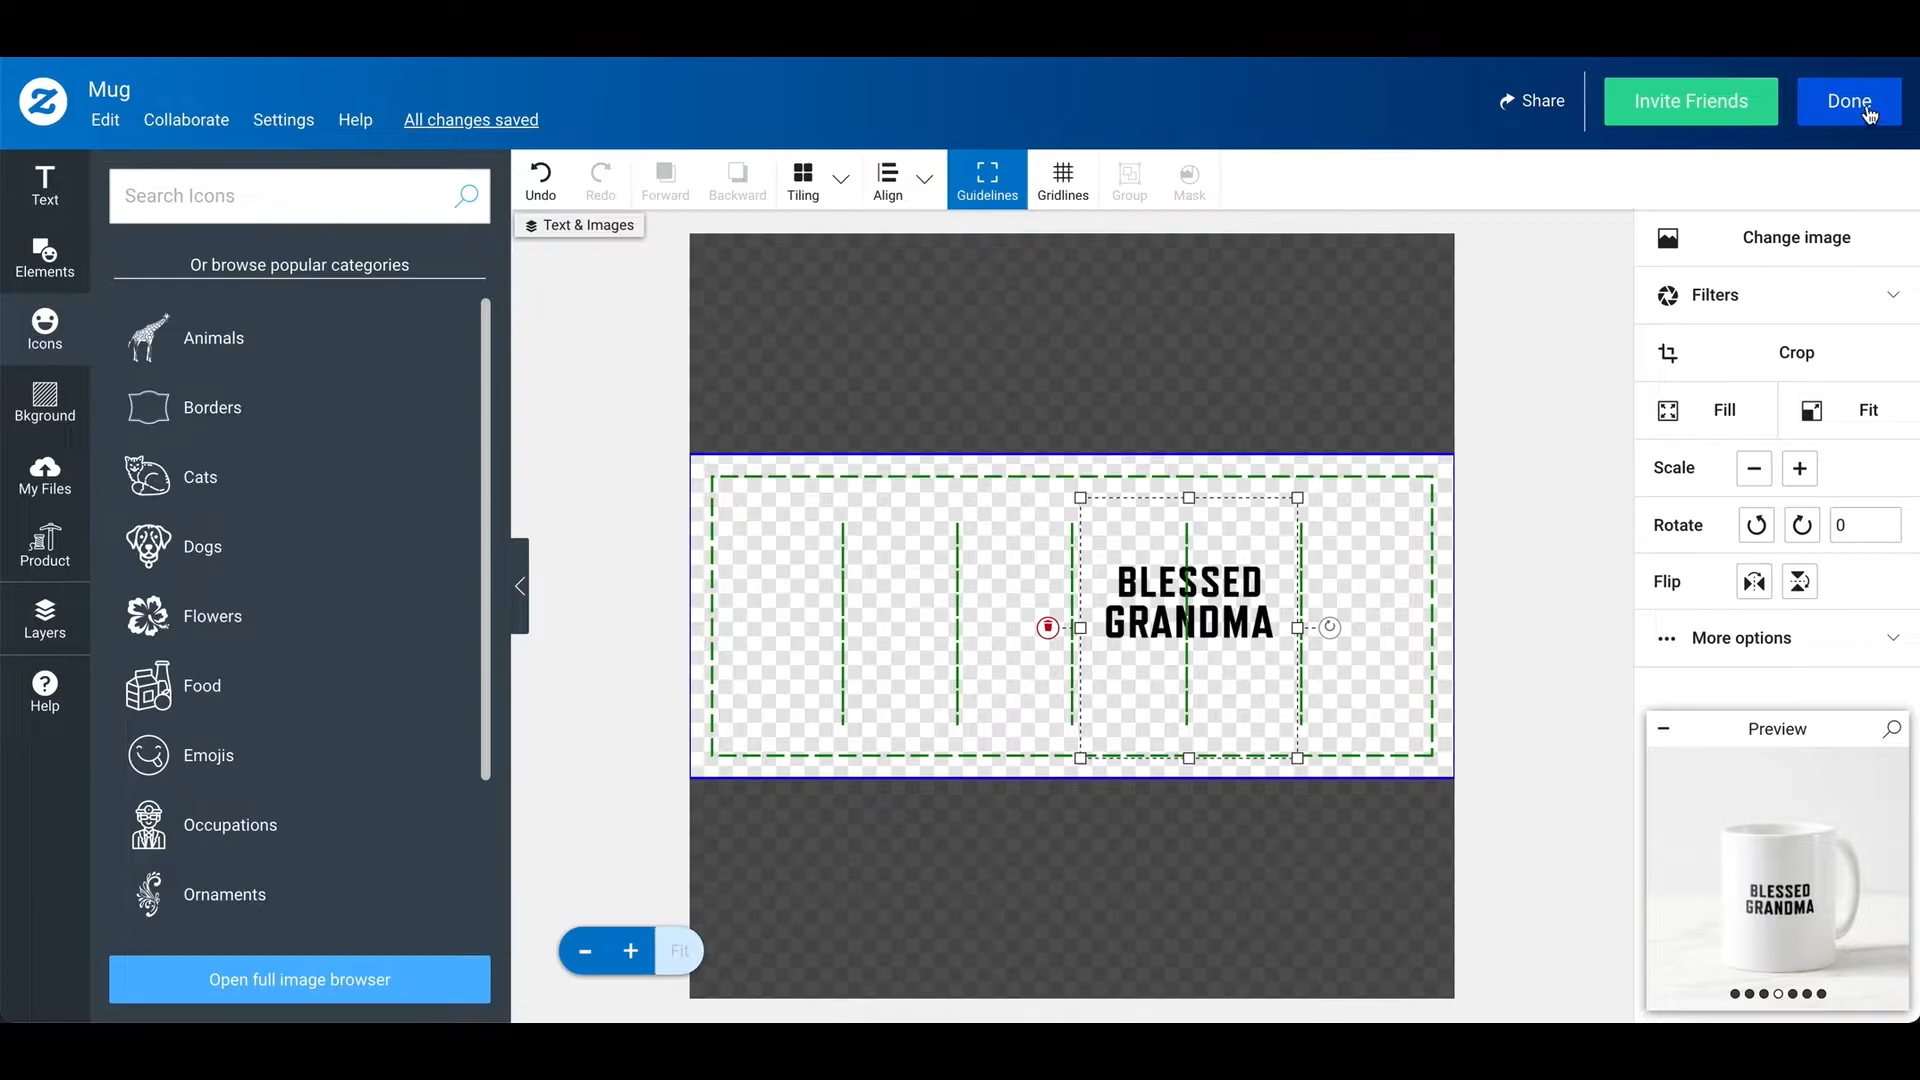 Mug
Edit Collaborate Settings Help All changes saved
Share
Invite Friends
Done
Text
Elements
Icons
Bkground
My Files
Product
Layers
Help
Search Icons
Or browse popular categories
Animals
Borders
Cats
Dogs
Flowers
Food
Emojis
Occupations
Ornaments
Open full image browser
Undo Redo Forward Backward Tiling Align Guidelines Gridlines Group Mask
Text & Images
BLESSED
GRANDMA
Fit
Change image
Filters
Crop
Fill Fit
Scale
Rotate 0
Flip
More options
Preview
BLESSED
GRANDMA